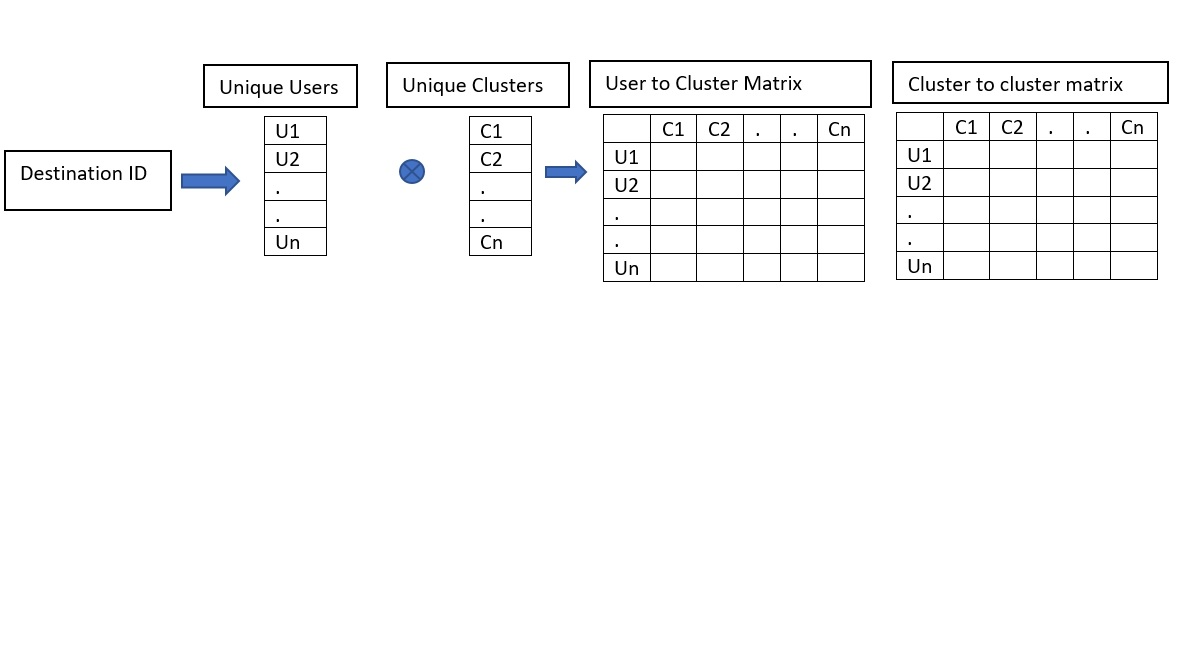 Unique Users
Unique Clusters
User to Cluster Matrix
Cluster to cluster matrix
Destination ID
U1
U2
.
.
Un
C1
C2
.
.
Cn
C1 C2 . . Cn
U1
U2
.
.
Un
C1 C2 . . Cn
U1
U2
.
.
Un